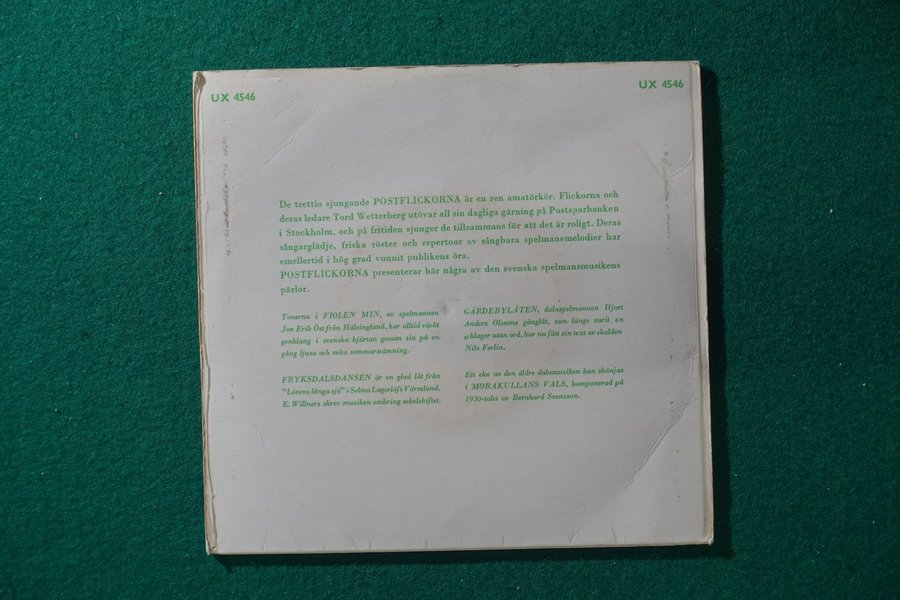 UX 4546
UX 4546
De trettio sjungande POSTFLICKORNA är en ren amatörkör. Flickorna och
deras ledare Tord Wetterberg utövar all sin dagliga gärning på Postsparbanken
i Stockholm, och på fritiden sjunger de tillsammans för att det är roligt. Deras
sångarglädje, friska röster och repertoar av sångbara spelmansmelodier har
emellertid i hög grad vunnit publikens öra.
POSTFLICKORNA presenterar här några av den svenska spelmansmusikens
pärlor.
Tonerna i FIOLEN MIN, av spelmannen
Jon Erik Öst från Hälsingland, har alltid väckt
genklang i svenska hjärtan genom sin på en
gång ljusa och veka sommarstämning.
FRYKSDALSDANSEN är en glad låt från
"Lövens långa sjö" i Selma Lagerlöfs Värmland.
E. Willners skrev musiken omkring sekelskiftet.
GÄRDEBYLÅTEN, dalaspelmannen Hjort
Anders Olssons gånglåt, som längs varit en
schlager utan ord, har nu fått sin text av skalden
Nils Ferlin.
Ett eko av den äldre dalamusiken kan skönjas
i MORAKULLANS VALS, komponerad på
1930-talet av Bernhard Svensson.